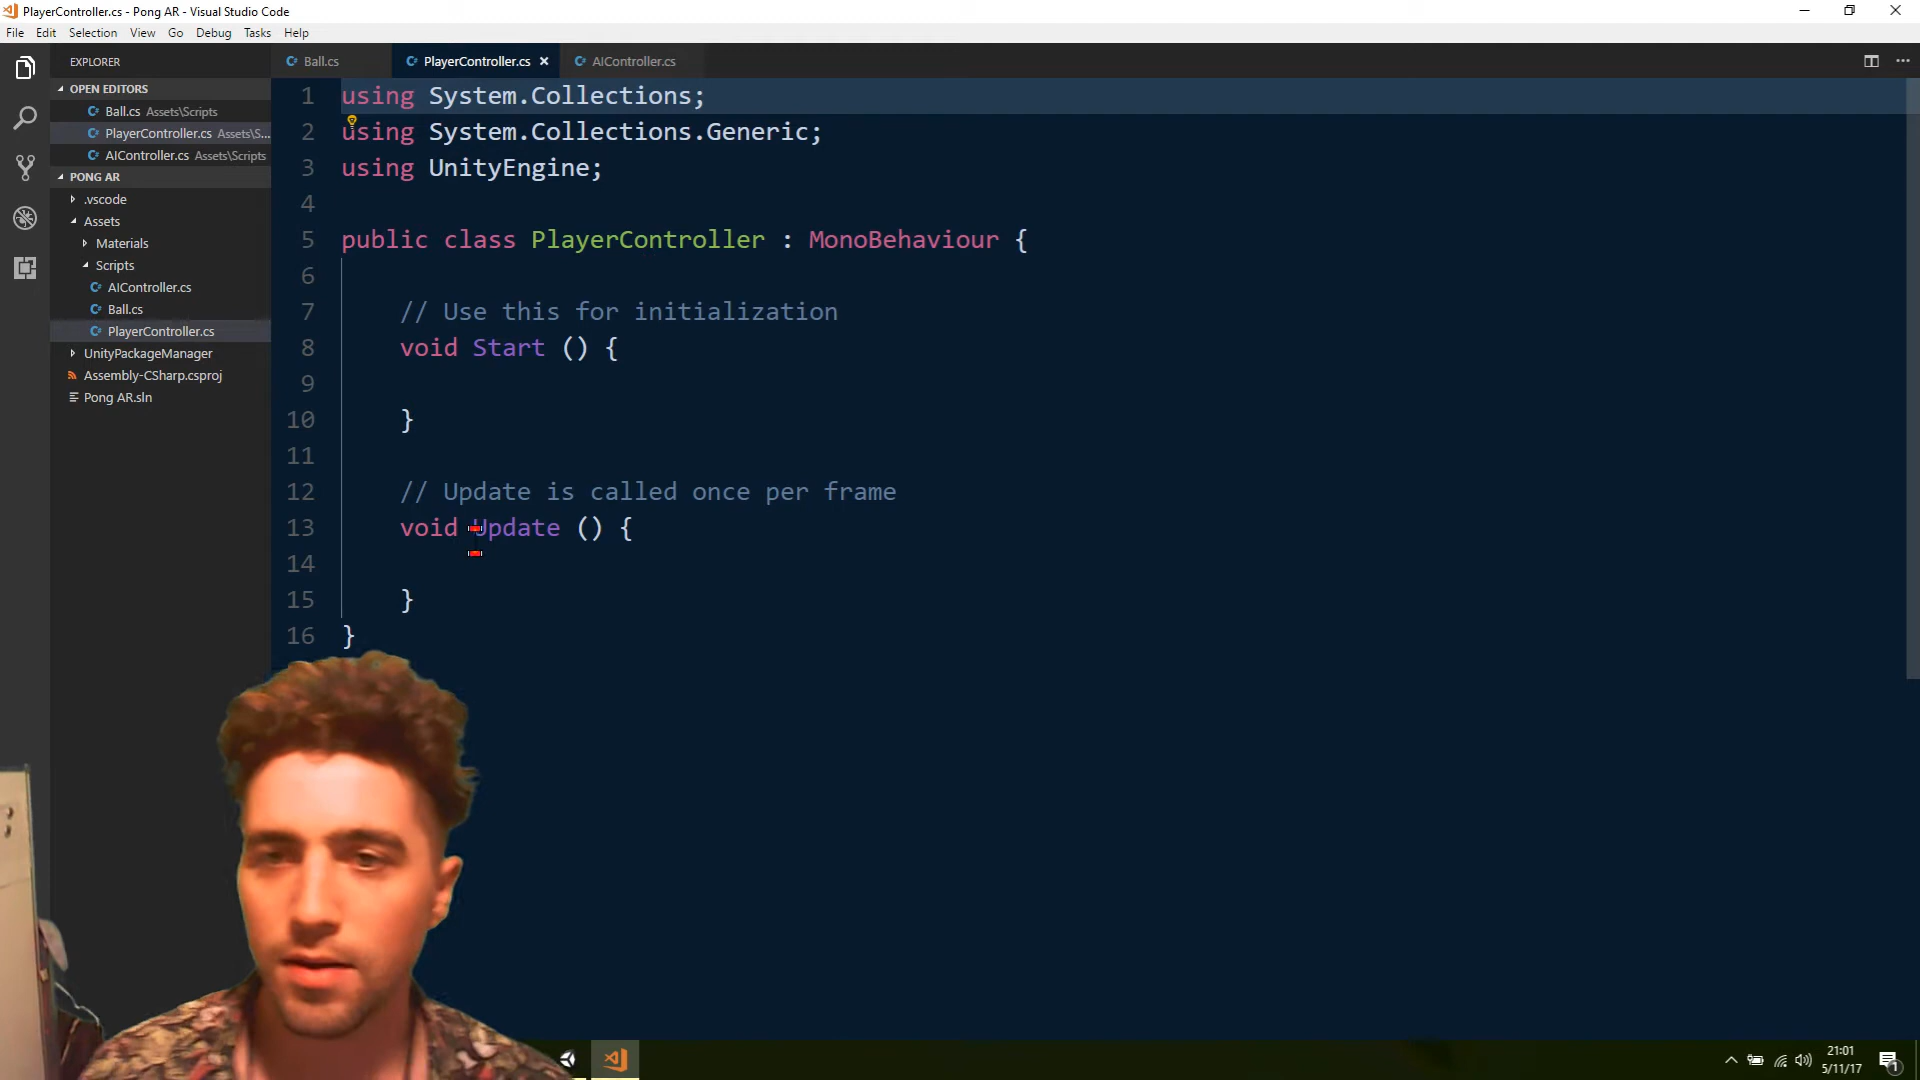 PlayerController.cs - Pong AR - Visual Studio Code
File Edit Selection View Go Debug Tasks Help
EXPLORER
OPEN EDITORS
Ball.cs Assets\Scripts
PlayerController.cs Assets\S...
AIController.cs Assets\Scripts
PONG AR
.vscode
Assets
Materials
Scripts
AIController.cs
Ball.cs
PlayerController.cs
UnityPackageManager
Assembly-CSharp.csproj
Pong AR.sln
Ball.cs PlayerController.cs AIController.cs
1 using System.Collections;
2 using System.Collections.Generic;
3 using UnityEngine;
4
5 public class PlayerController : MonoBehaviour {
6
7 // Use this for initialization
8 void Start () {
9
10 }
11
12 // Update is called once per frame
13 void Update () {
14
15 }
16 }
21:01
5/11/17
1